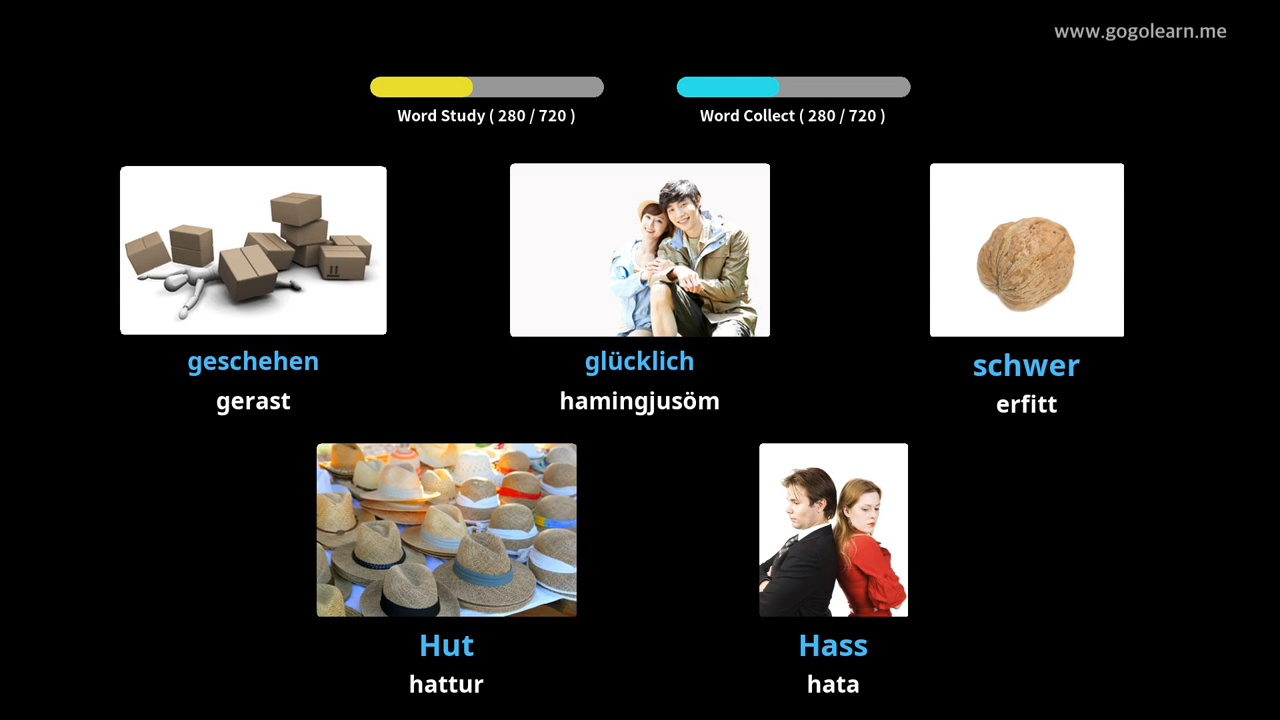 www.gogolearn.me
Word Study ( 280 / 720 )
Word Collect ( 280 / 720 )
geschehen
gerast
glücklich
hamingjusöm
schwer
erfitt
Hut
hattur
Hass
hata